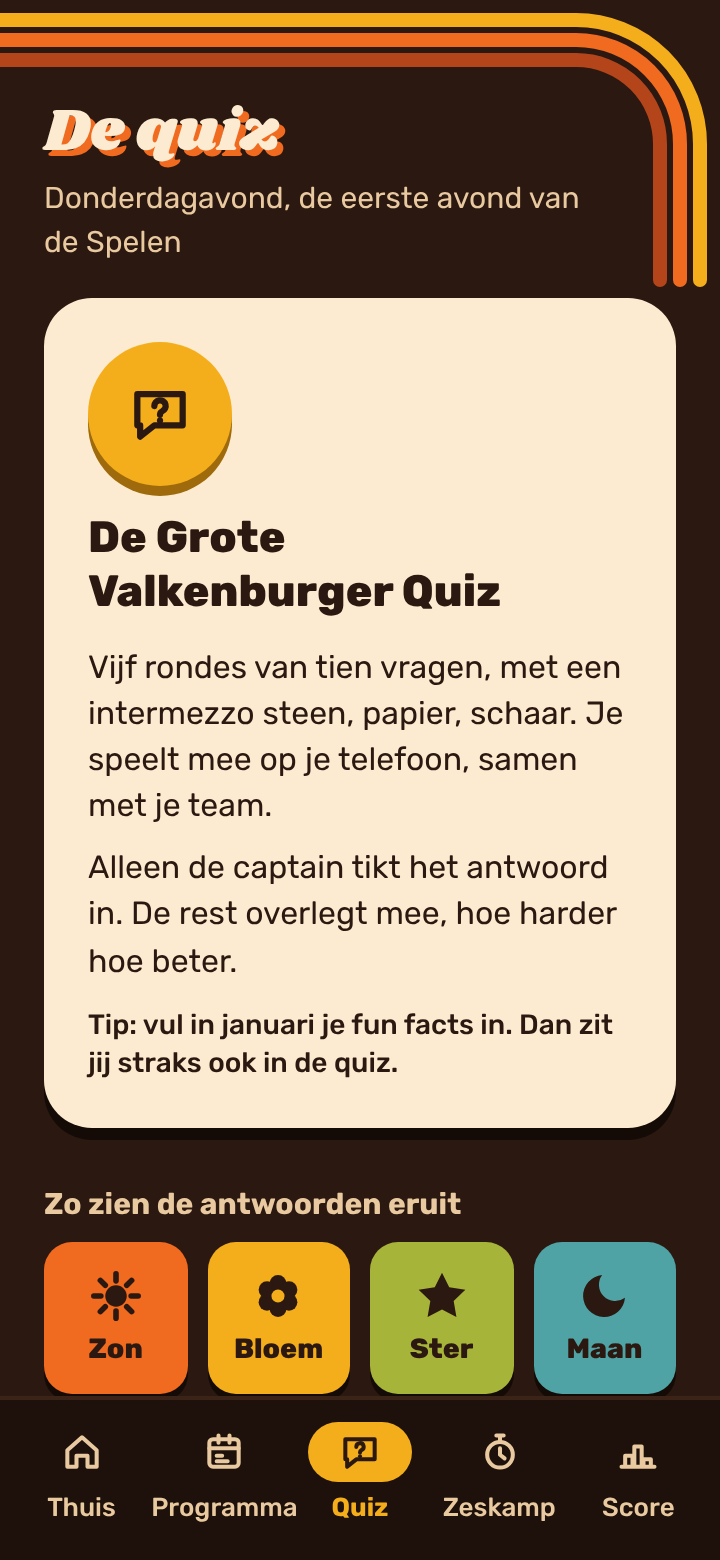 De quiz
Donderdagavond, de eerste avond van
de Spelen
De Grote
Valkenburger Quiz
Vijf rondes van tien vragen, met een
intermezzo steen, papier, schaar. Je
speelt mee op je telefoon, samen
met je team.
Alleen de captain tikt het antwoord
in. De rest overlegt mee, hoe harder
hoe beter.
Tip: vul in januari je fun facts in. Dan zit
jij straks ook in de quiz.
Zo zien de antwoorden eruit
Zon Bloem Ster Maan
Thuis Programma Quiz Zeskamp Score